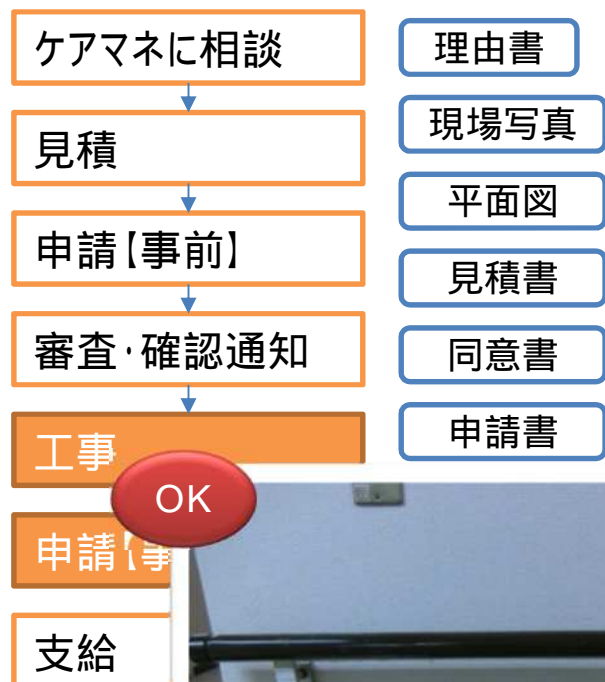 ケアマネに相談
見積
申請【事前】
審査・確認通知
工事
申請【事
支給
理由書
現場写真
平面図
見積書
同意書
申請書
OK